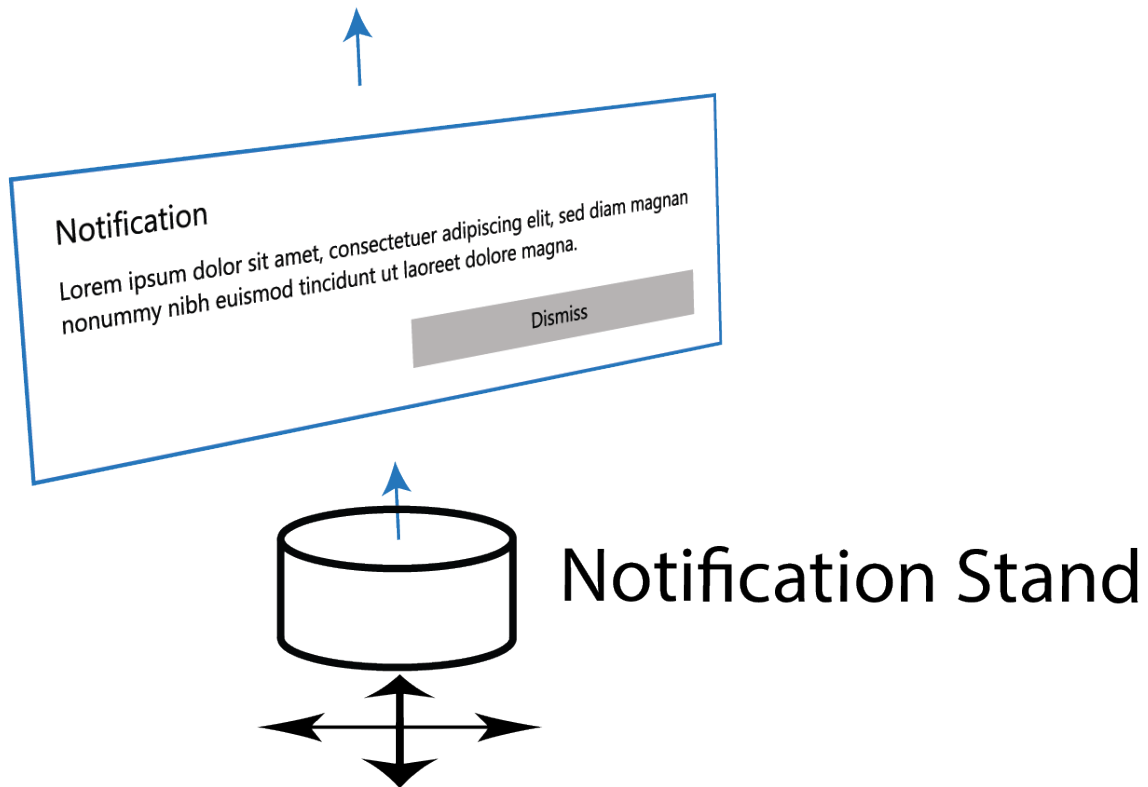 Notification
Lorem ipsum dolor sit amet, consectetuer adipiscing elit, sed diam magnan
nonummy nibh euismod tincidunt ut laoreet dolore magna.
Dismiss
Notification Stand